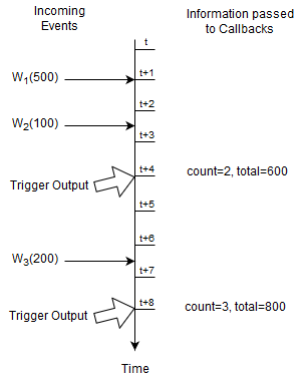 Incoming
Events
Information passed
to Callbacks
t
W1(500)
t+1
t+2
W2(100)
t+3
t+4
count=2, total=600
Trigger Output
t+5
t+6
W3(200)
t+7
t+8
count=3, total=800
Trigger Output
Time